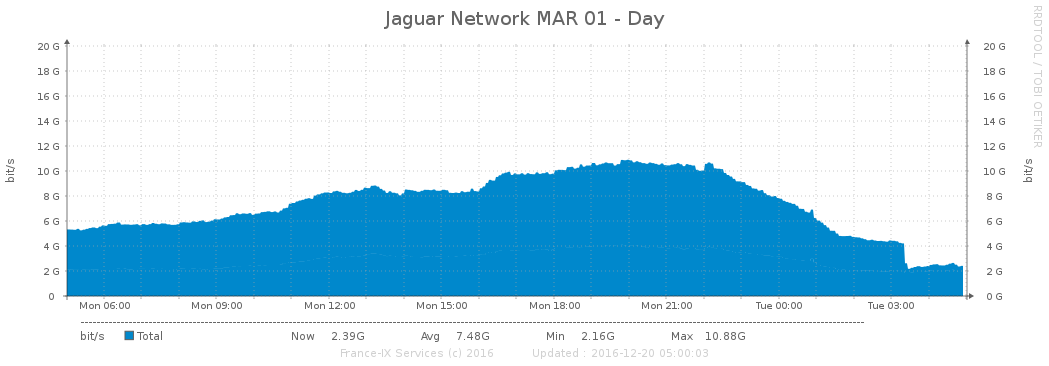 Jaguar Network MAR 01 - Day
RRDTOOL / TOBI OETIKER
bit/s
bit/s
20 G 20 G
18 G 18 G
16 G 16 G
14 G 14 G
12 G 12 G
10 G 10 G
8 G 8 G
6 G 6 G
4 G 4 G
2 G 2 G
0 0 G
Mon 06:00 Mon 09:00 Mon 12:00 Mon 15:00 Mon 18:00 Mon 21:00 Tue 00:00 Tue 03:00
bit/s Total Now 2.39G Avg 7.48G Min 2.16G Max 10.88G
France-IX Services (c) 2016 Updated : 2016-12-20 05:00:03